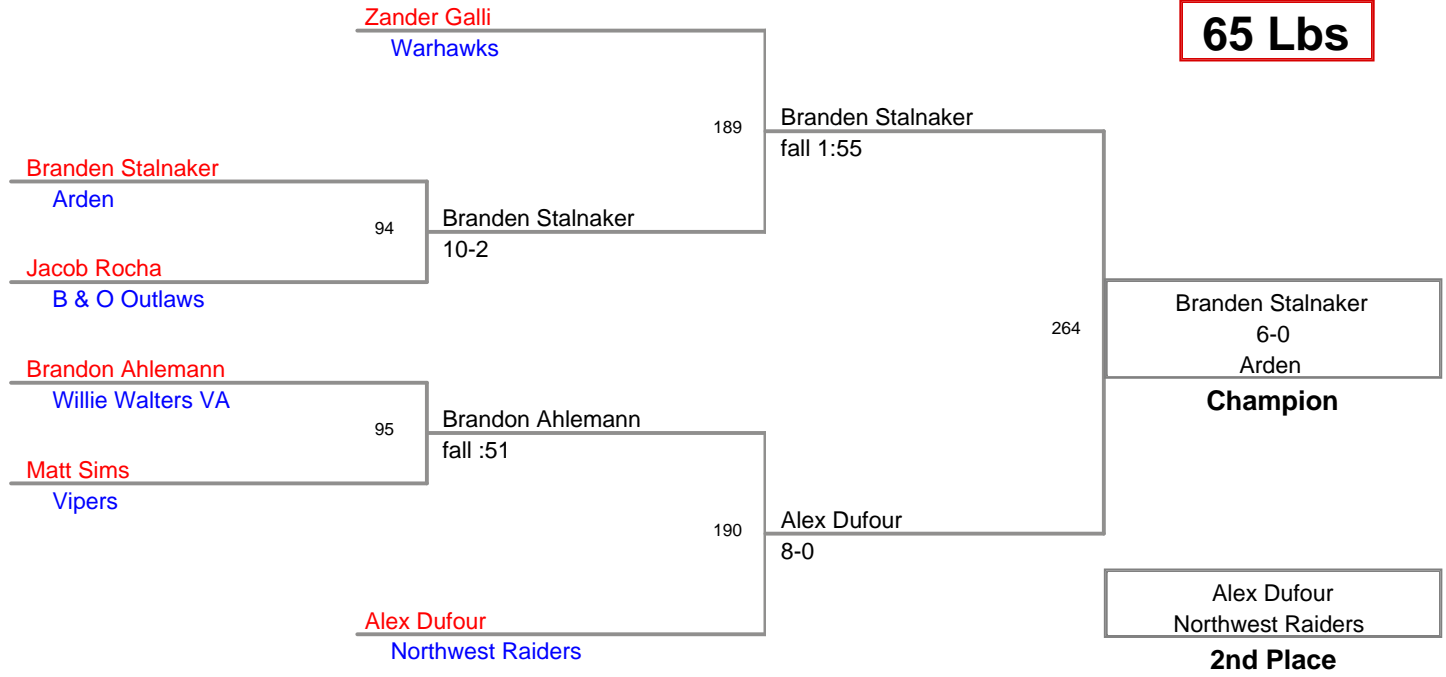 Zander Galli
65 Lbs
Warhawks
189
Branden Stalnaker
fall 1:55
Branden Stalnaker
Arden
94
Branden Stalnaker
10-2
Jacob Rocha
B & O Outlaws
264
Branden Stalnaker
6-0
Arden
Champion
Brandon Ahlemann
Willie Walters VA
95
Brandon Ahlemann
fall :51
Matt Sims
Vipers
190
Alex Dufour
8-0
Alex Dufour
Northwest Raiders
Alex Dufour
Northwest Raiders
2nd Place